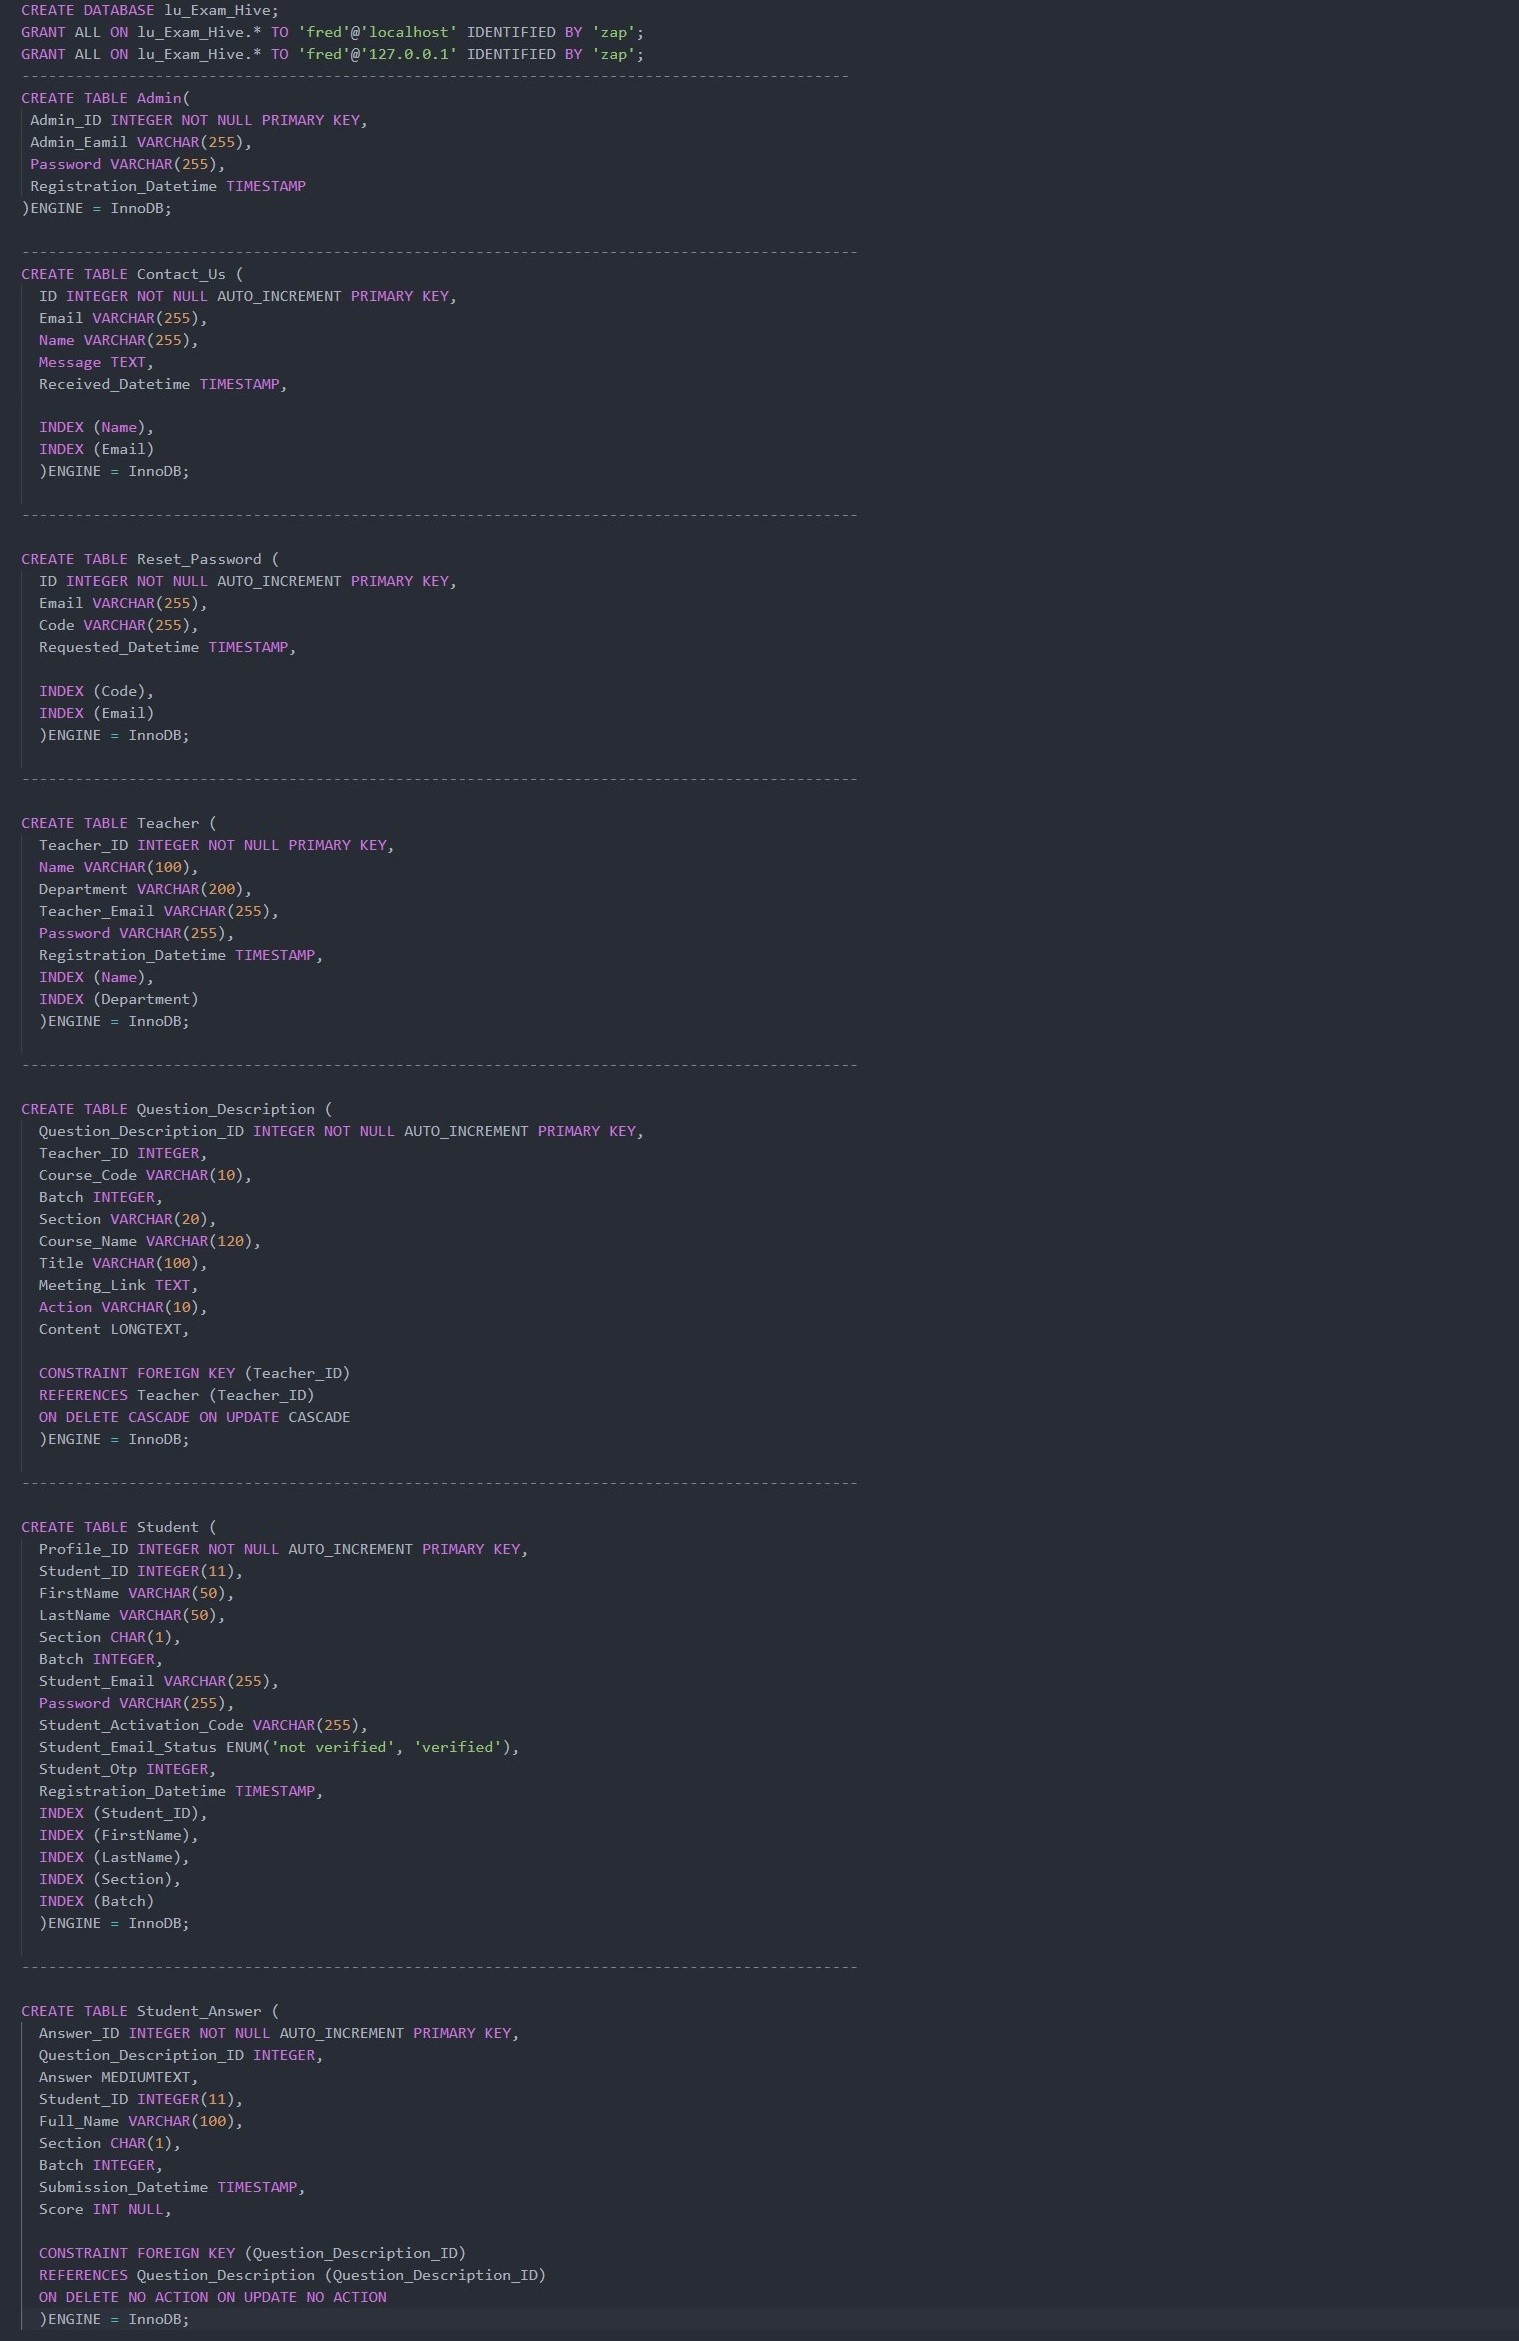 CREATE DATABASE lu_Exam_Hive;
GRANT ALL ON lu_Exam_Hive.* TO 'fred'@'localhost' IDENTIFIED BY 'zap';
GRANT ALL ON lu_Exam_Hive.* TO 'fred'@'127.0.0.1' IDENTIFIED BY 'zap';
---------------------------------------------------------------------------------------------
CREATE TABLE Admin(
Admin_ID INTEGER NOT NULL PRIMARY KEY,
Admin_Eamil VARCHAR(255),
Password VARCHAR(255),
Registration_Datetime TIMESTAMP
)ENGINE = InnoDB;
----------------------------------------------------------------------------------------------
CREATE TABLE Contact_Us (
ID INTEGER NOT NULL AUTO_INCREMENT PRIMARY KEY,
Email VARCHAR(255),
Name VARCHAR(255),
Message TEXT,
Received_Datetime TIMESTAMP,
INDEX (Name),
INDEX (Email)
)ENGINE = InnoDB;
----------------------------------------------------------------------------------------------
CREATE TABLE Reset_Password (
ID INTEGER NOT NULL AUTO_INCREMENT PRIMARY KEY,
Email VARCHAR(255),
Code VARCHAR(255),
Requested_Datetime TIMESTAMP,
INDEX (Code),
INDEX (Email)
)ENGINE = InnoDB;
----------------------------------------------------------------------------------------------
CREATE TABLE Teacher (
Teacher_ID INTEGER NOT NULL PRIMARY KEY,
Name VARCHAR(100),
Department VARCHAR(200),
Teacher_Email VARCHAR(255),
Password VARCHAR(255),
Registration_Datetime TIMESTAMP,
INDEX (Name),
INDEX (Department)
)ENGINE = InnoDB;
----------------------------------------------------------------------------------------------
CREATE TABLE Question_Description (
Question_Description_ID INTEGER NOT NULL AUTO_INCREMENT PRIMARY KEY,
Teacher_ID INTEGER,
Course_Code VARCHAR(10),
Batch INTEGER,
Section VARCHAR(20),
Course_Name VARCHAR(120),
Title VARCHAR(100),
Meeting_Link TEXT,
Action VARCHAR(10),
Content LONGTEXT,
CONSTRAINT FOREIGN KEY (Teacher_ID)
REFERENCES Teacher (Teacher_ID)
ON DELETE CASCADE ON UPDATE CASCADE
)ENGINE = InnoDB;
----------------------------------------------------------------------------------------------
CREATE TABLE Student (
Profile_ID INTEGER NOT NULL AUTO_INCREMENT PRIMARY KEY,
Student_ID INTEGER(11),
FirstName VARCHAR(50),
LastName VARCHAR(50),
Section CHAR(1),
Batch INTEGER,
Student_Email VARCHAR(255),
Password VARCHAR(255),
Student_Activation_Code VARCHAR(255),
Student_Email_Status ENUM('not verified', 'verified'),
Student_Otp INTEGER,
Registration_Datetime TIMESTAMP,
INDEX (Student_ID),
INDEX (FirstName),
INDEX (LastName),
INDEX (Section),
INDEX (Batch)
)ENGINE = InnoDB;
----------------------------------------------------------------------------------------------
CREATE TABLE Student_Answer (
Answer_ID INTEGER NOT NULL AUTO_INCREMENT PRIMARY KEY,
Question_Description_ID INTEGER,
Answer MEDIUMTEXT,
Student_ID INTEGER(11),
Full_Name VARCHAR(100),
Section CHAR(1),
Batch INTEGER,
Submission_Datetime TIMESTAMP,
Score INT NULL,
CONSTRAINT FOREIGN KEY (Question_Description_ID)
REFERENCES Question_Description (Question_Description_ID)
ON DELETE NO ACTION ON UPDATE NO ACTION
)ENGINE = InnoDB;